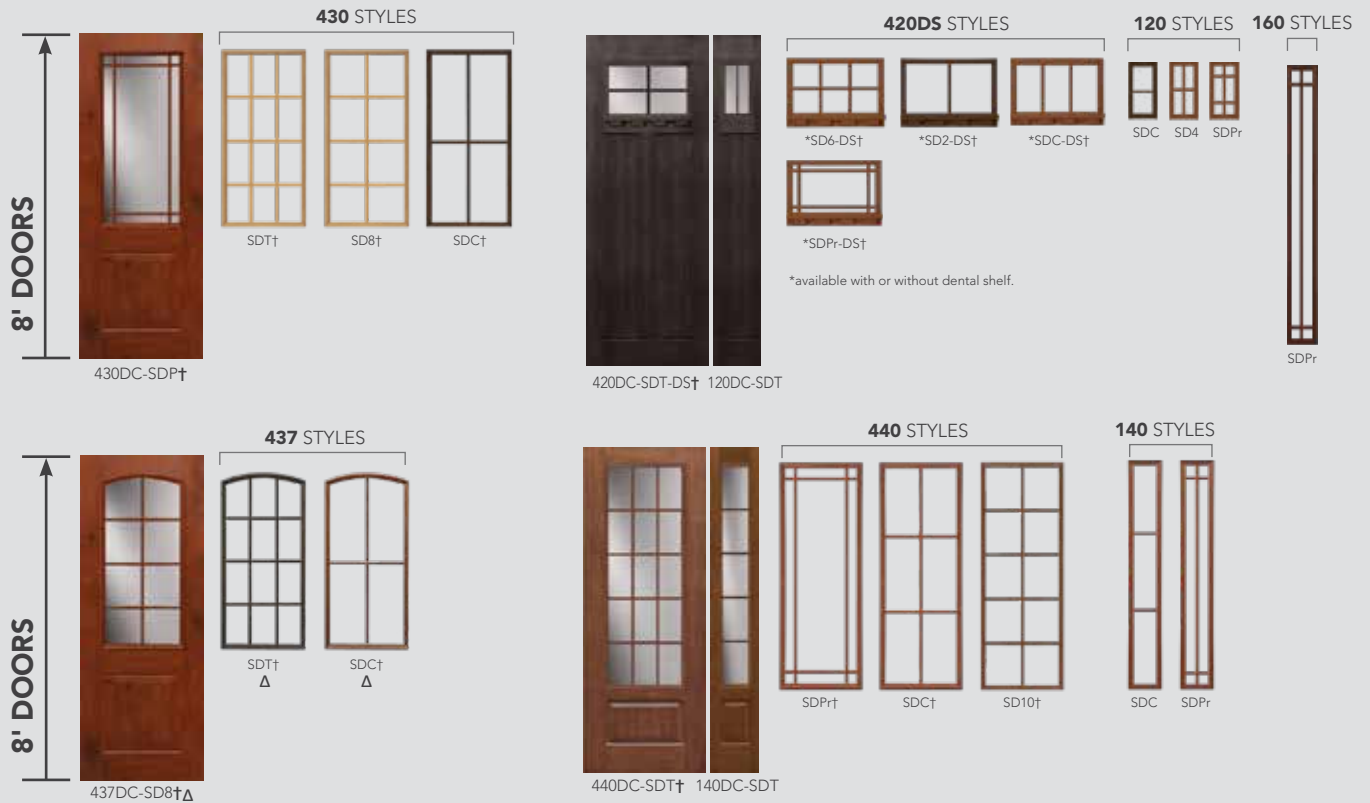 8' DOORS
430 STYLES
430DC-SDP†
SDT†
SD8†
SDC†
420DS STYLES
420DC-SDT-DS†
120DC-SDT
*SD6-DS†
*SD2-DS†
*SDC-DS†
*SDPr-DS†
*available with or without dental shelf.
120 STYLES
SDC
SD4
SDPr
160 STYLES
SDPr
8' DOORS
437 STYLES
437DC-SD8†Δ
SDT†
Δ
SDC†
Δ
440 STYLES
440DC-SDT†
140DC-SDT
SDPr†
SDC†
SD10†
140 STYLES
SDC
SDPr